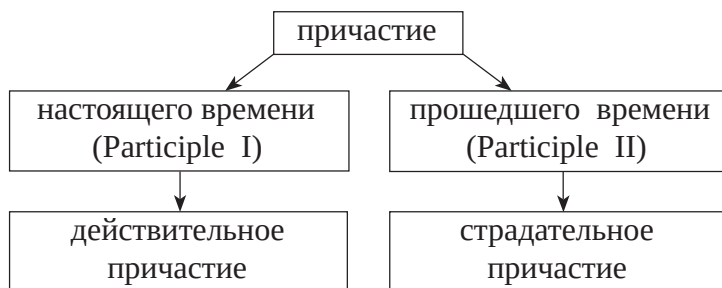 причастие
настоящего времени
(Participle I)
прошедшего времени
(Participle II)
действительное
причастие
страдательное
причастие